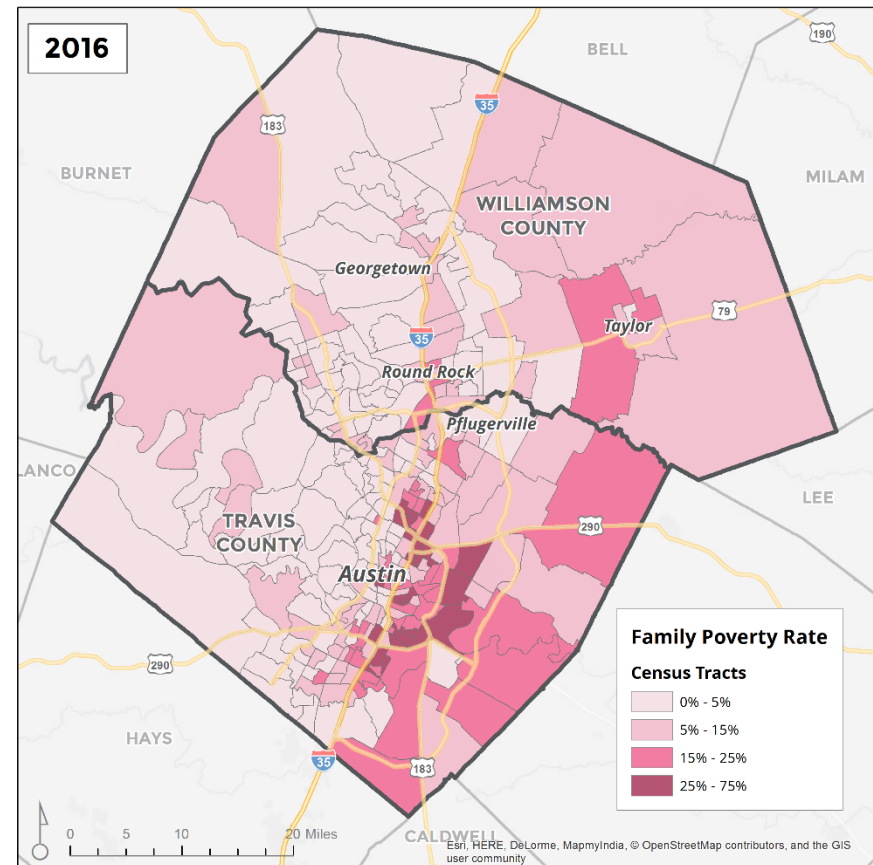 2016
BELL
190
35
183
BURNET
MILAM
WILLIAMSON
COUNTY
Georgetown
79
Taylor
35
Round Rock
Pflugerville
LANCO
LEE
TRAVIS
COUNTY
290
Austin
Family Poverty Rate
Census Tracts
0% - 5%
5% - 15%
15% - 25%
25% - 75%
290
HAYS
35
183
0 5 10 20 Miles
CALDWELL
Esri, HERE, DeLorme, MapmyIndia, © OpenStreetMap contributors, and the GIS
user community